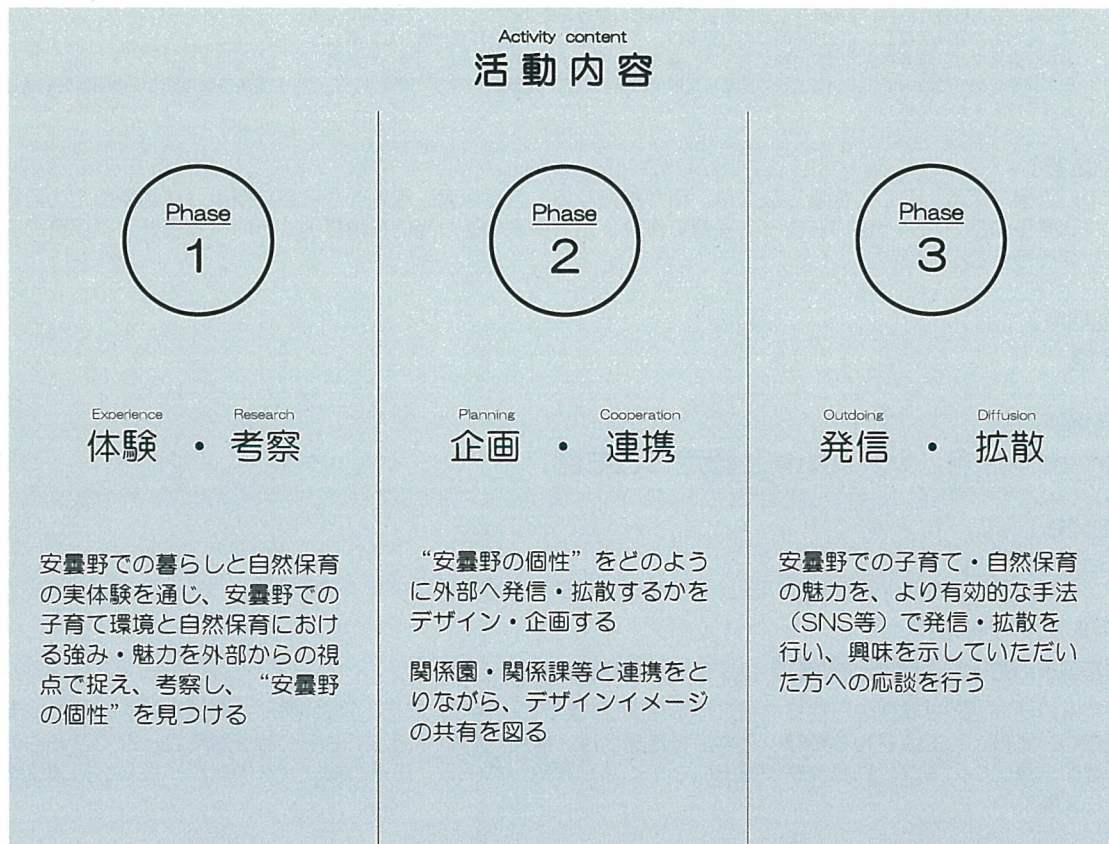 Activity content
活動内容
Phase
1
Experience Research
体験・考察
安曇野での暮らしと自然保育
の実体験を通じ、安曇野での
子育て環境と自然保育におけ
る強み・魅力を外部からの視
点で捉え、考察し、“安曇野
の個性”を見つける
Phase
2
Planning Cooperation
企画・連携
“安曇野の個性”をどのよう
に外部へ発信・拡散するかを
デザイン・企画する
関係園・関係課等と連携をと
りながら、デザインイメージ
の共有を図る
Phase
3
Outdoing Diffusion
発信・拡散
安曇野での子育て・自然保育
の魅力を、より有効的な手法
（SNS等）で発信・拡散を
行い、興味を示していただい
た方への応談を行う